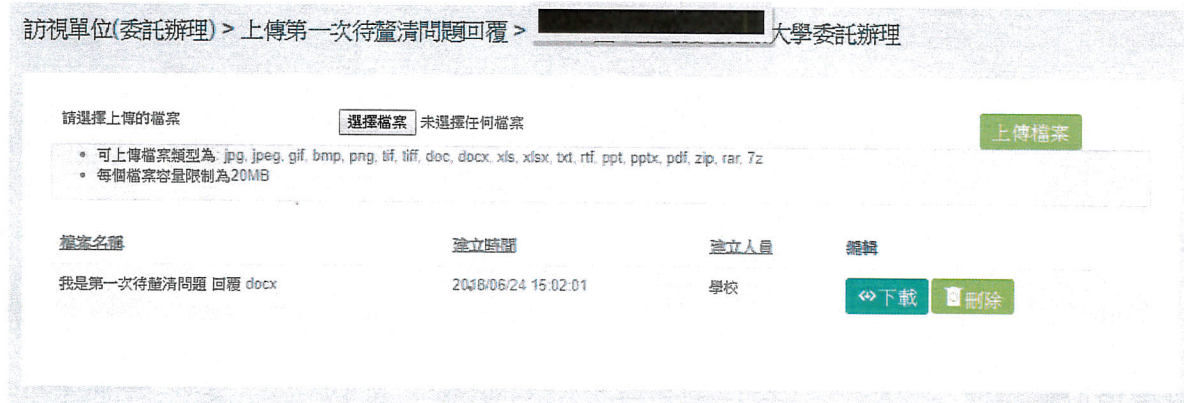 訪視單位(委託辦理) > 上傳第一次待釐清問題回覆 > 大學委託辦理
請選擇上傳的檔案 選擇檔案 未選擇任何檔案 上傳檔案
• 可上傳檔案類型為: jpg, jpeg, gif, bmp, png, tif, tiff, doc, docx, xls, xlsx, txt, rtf, ppt, pptx, pdf, zip, rar, 7z
• 每個檔案容量限制為20MB
檔案名稱 建立時間 建立人員 編輯
我是第一次待釐清問題 回覆 docx 2018/06/24 15:02:01 學校 下載 刪除